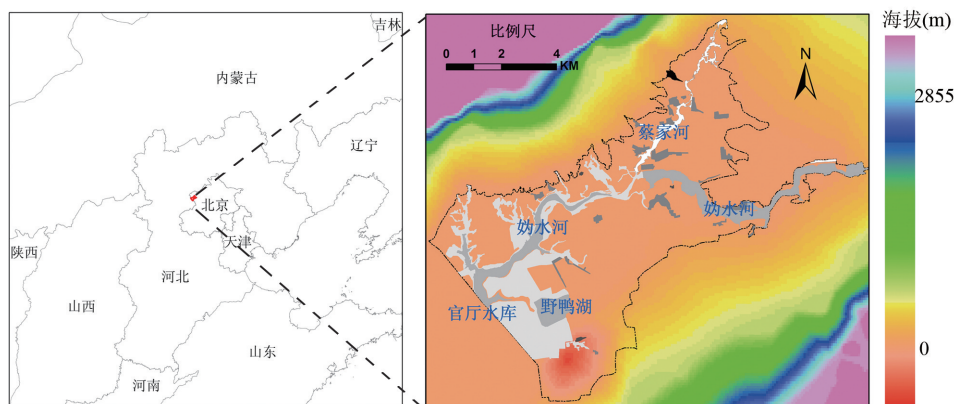 吉林
内蒙古
辽宁
北京
天津
陕西
河北
山西
山东
河南
比例尺
0 1 2 4
KM
N
蔡家河
妫水河
妫水河
官厅水库
野鸭湖
海拔(m)
2855
0